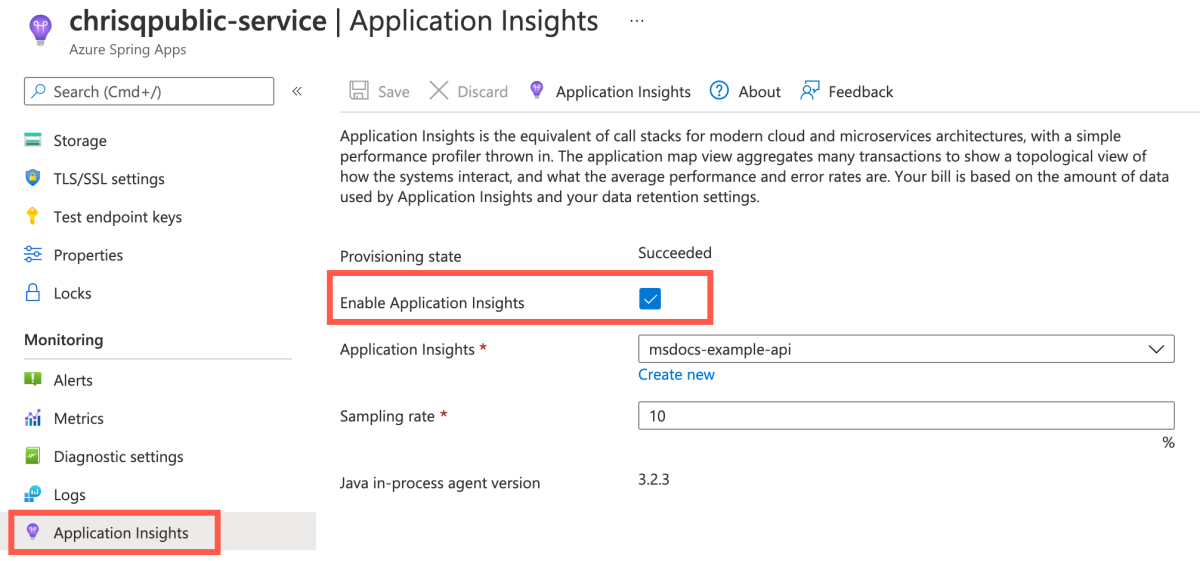 chrisqpublic-service | Application Insights ...
Azure Spring Apps
Search (Cmd+/)
«
Storage
TLS/SSL settings
Test endpoint keys
Properties
Locks
Monitoring
Alerts
Metrics
Diagnostic settings
Logs
Application Insights
Save Discard Application Insights ? About Feedback
Application Insights is the equivalent of call stacks for modern cloud and microservices architectures, with a simple
performance profiler thrown in. The application map view aggregates many transactions to show a topological view of
how the systems interact, and what the average performance and error rates are. Your bill is based on the amount of data
used by Application Insights and your data retention settings.
Provisioning state Succeeded
Enable Application Insights
Application Insights * msdocs-example-api
Create new
Sampling rate * 10
%
Java in-process agent version 3.2.3